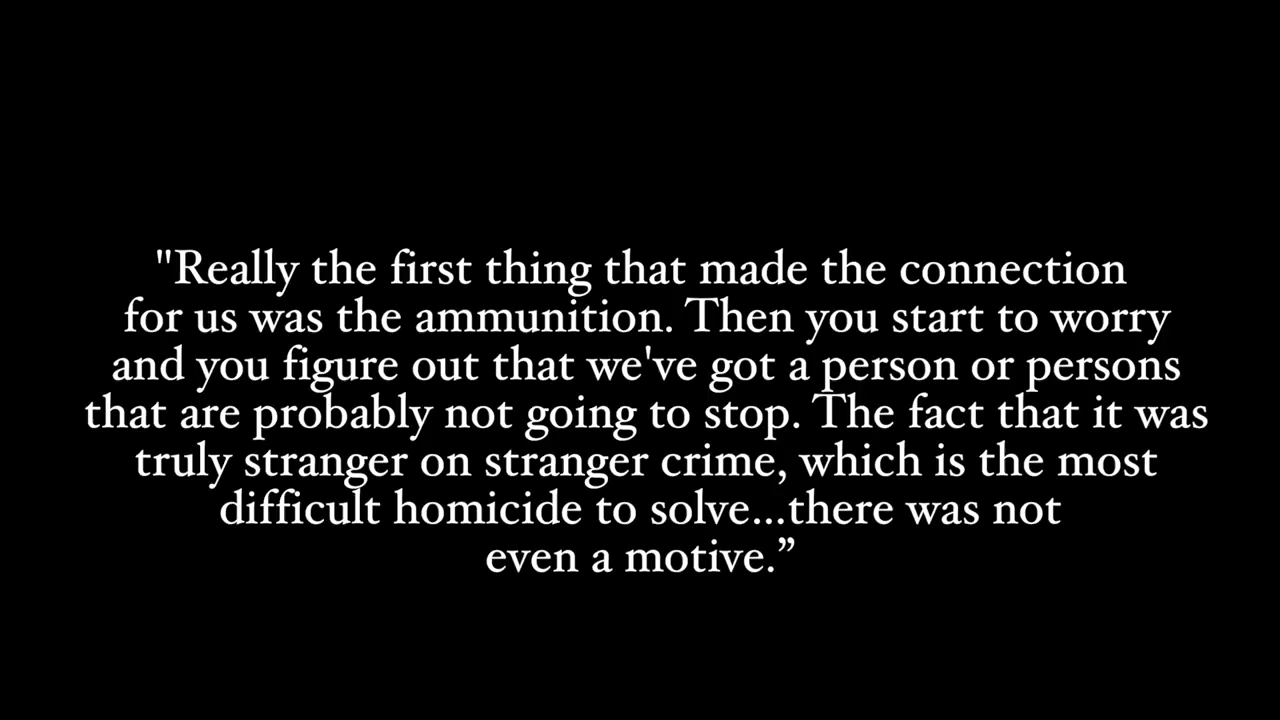 "Really the first thing that made the connection
for us was the ammunition. Then you start to worry
and you figure out that we've got a person or persons
that are probably not going to stop. The fact that it was
truly stranger on stranger crime, which is the most
difficult homicide to solve...there was not
even a motive.”